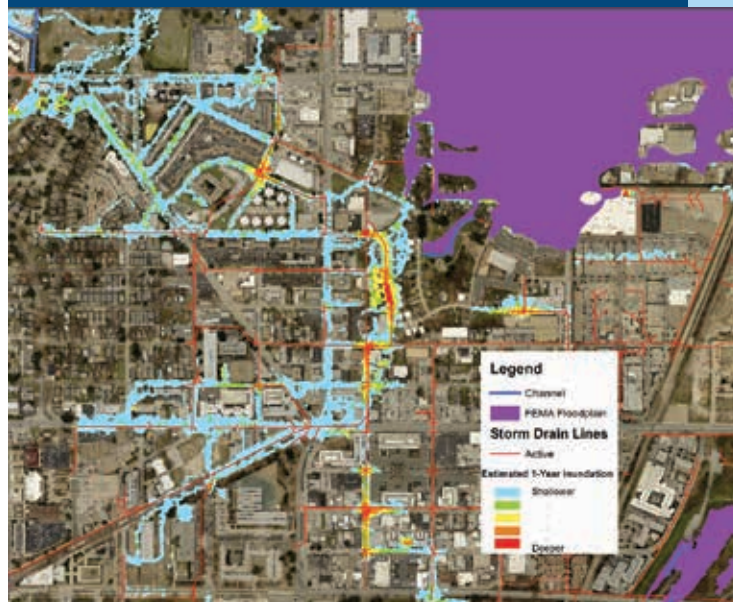 Legend
Channel
FEMA Floodplain
Storm Drain Lines
Active
Estimated 1-Year Inundation
Shallower
Deeper